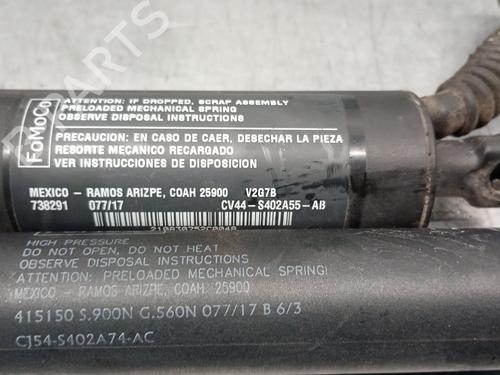 FoMoCo
ATTENTION: IF DROPPED, SCRAP ASSEMBLY
PRELOADED MECHANICAL SPRING
OBSERVE DISPOSAL INSTRUCTIONS
PRECAUCION: EN CASO DE CAER, DESECHAR LA PIEZA
RESORTE MECANICO RECARGADO
VER INSTRUCCIONES DE DISPOSICION
MEXICO - RAMOS ARIZPE, COAH 25900 V2G7B
738291 077/17 CV44-S402A55-AB
HIGH PRESSURE
DO NOT OPEN, DO NOT HEAT
OBSERVE DISPOSAL INSTRUCTIONS
ATTENTION: PRELOADED MECHANICAL SPRING!
MEXICO - RAMOS ARIZPE, COAH. 25900
415150 S.900N G.560N 077/17 B 6/3
CJ54-S402A74-AC